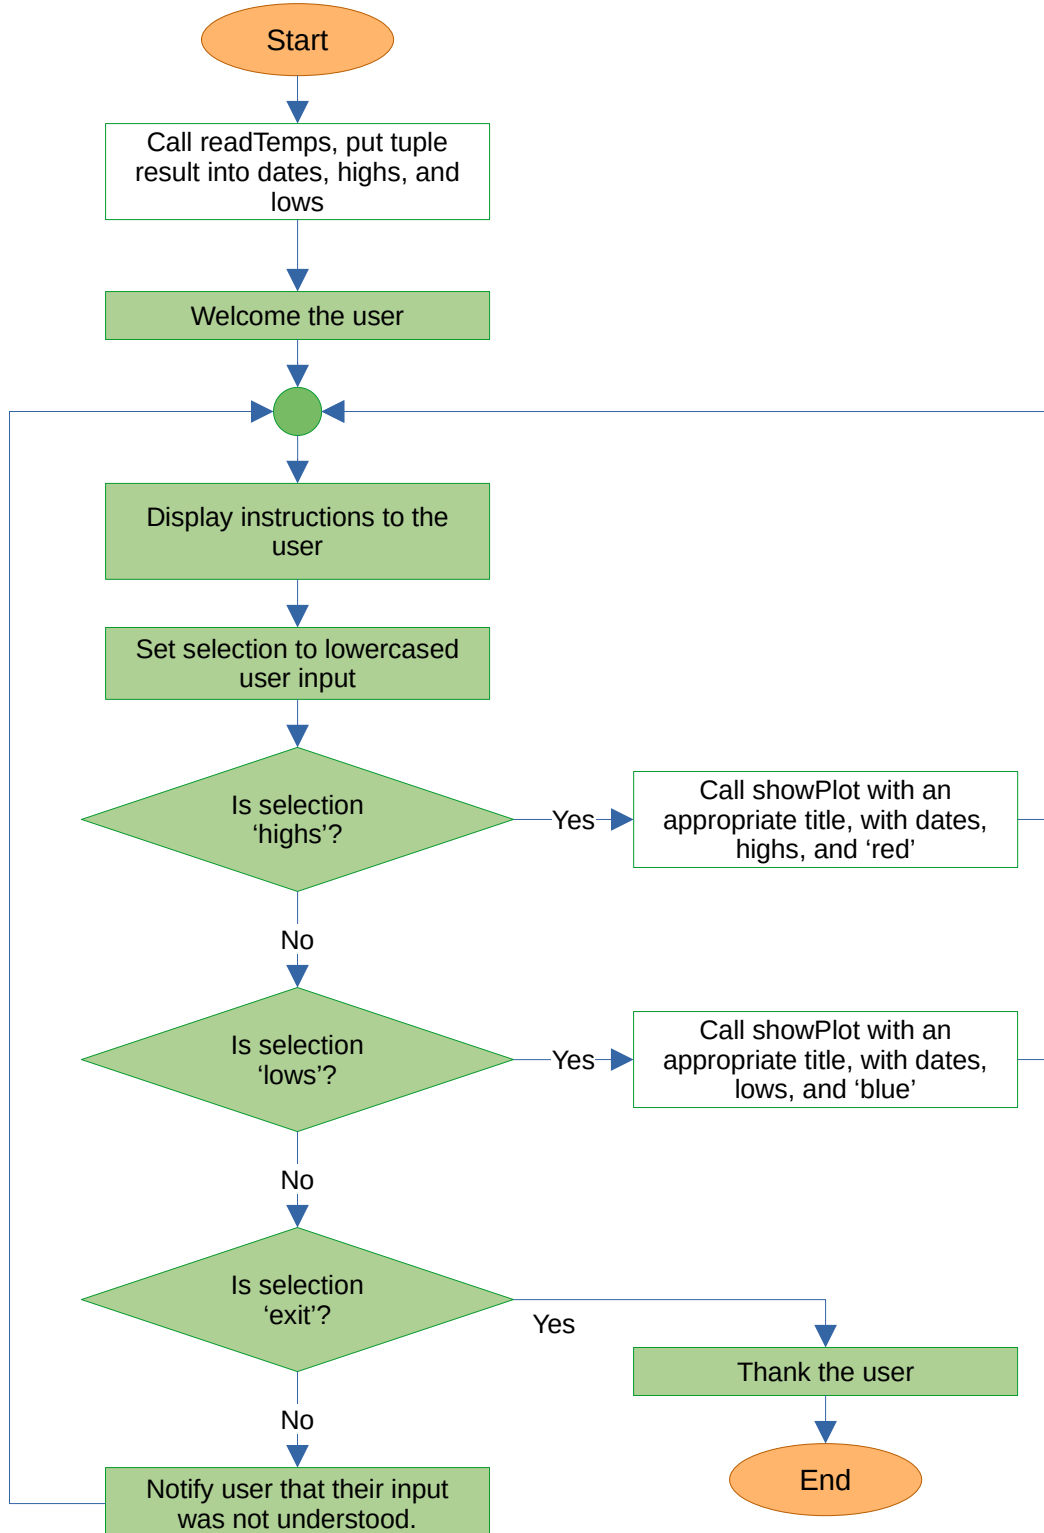 Start
Call readTemps, put tuple
result into dates, highs, and
lows
Welcome the user
Display instructions to the
user
Set selection to lowercased
user input
Is selection
‘highs’?
Yes
Call showPlot with an
appropriate title, with dates,
highs, and ‘red’
No
Is selection
‘lows’?
Yes
Call showPlot with an
appropriate title, with dates,
lows, and ‘blue’
No
Is selection
‘exit’?
Yes
Thank the user
No
End
Notify user that their input
was not understood.